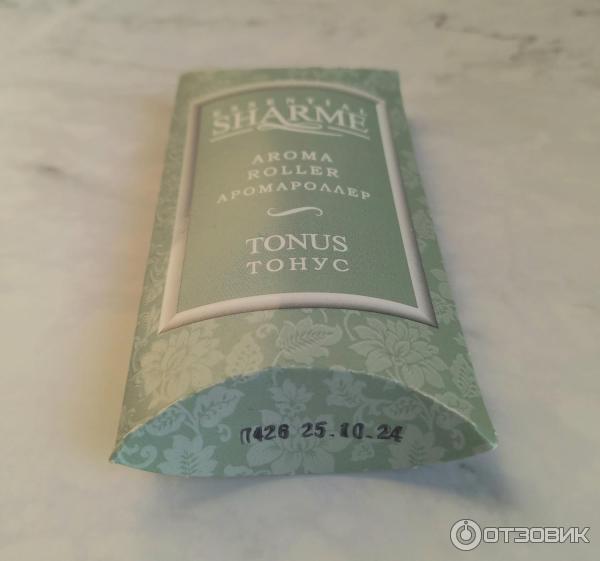 ESSENTIAL
SHARME
AROMA
ROLLER
АРОМАРОЛЛЕР
TONUS
ТОНУС
П426 25.10.24
ОТЗОВИК